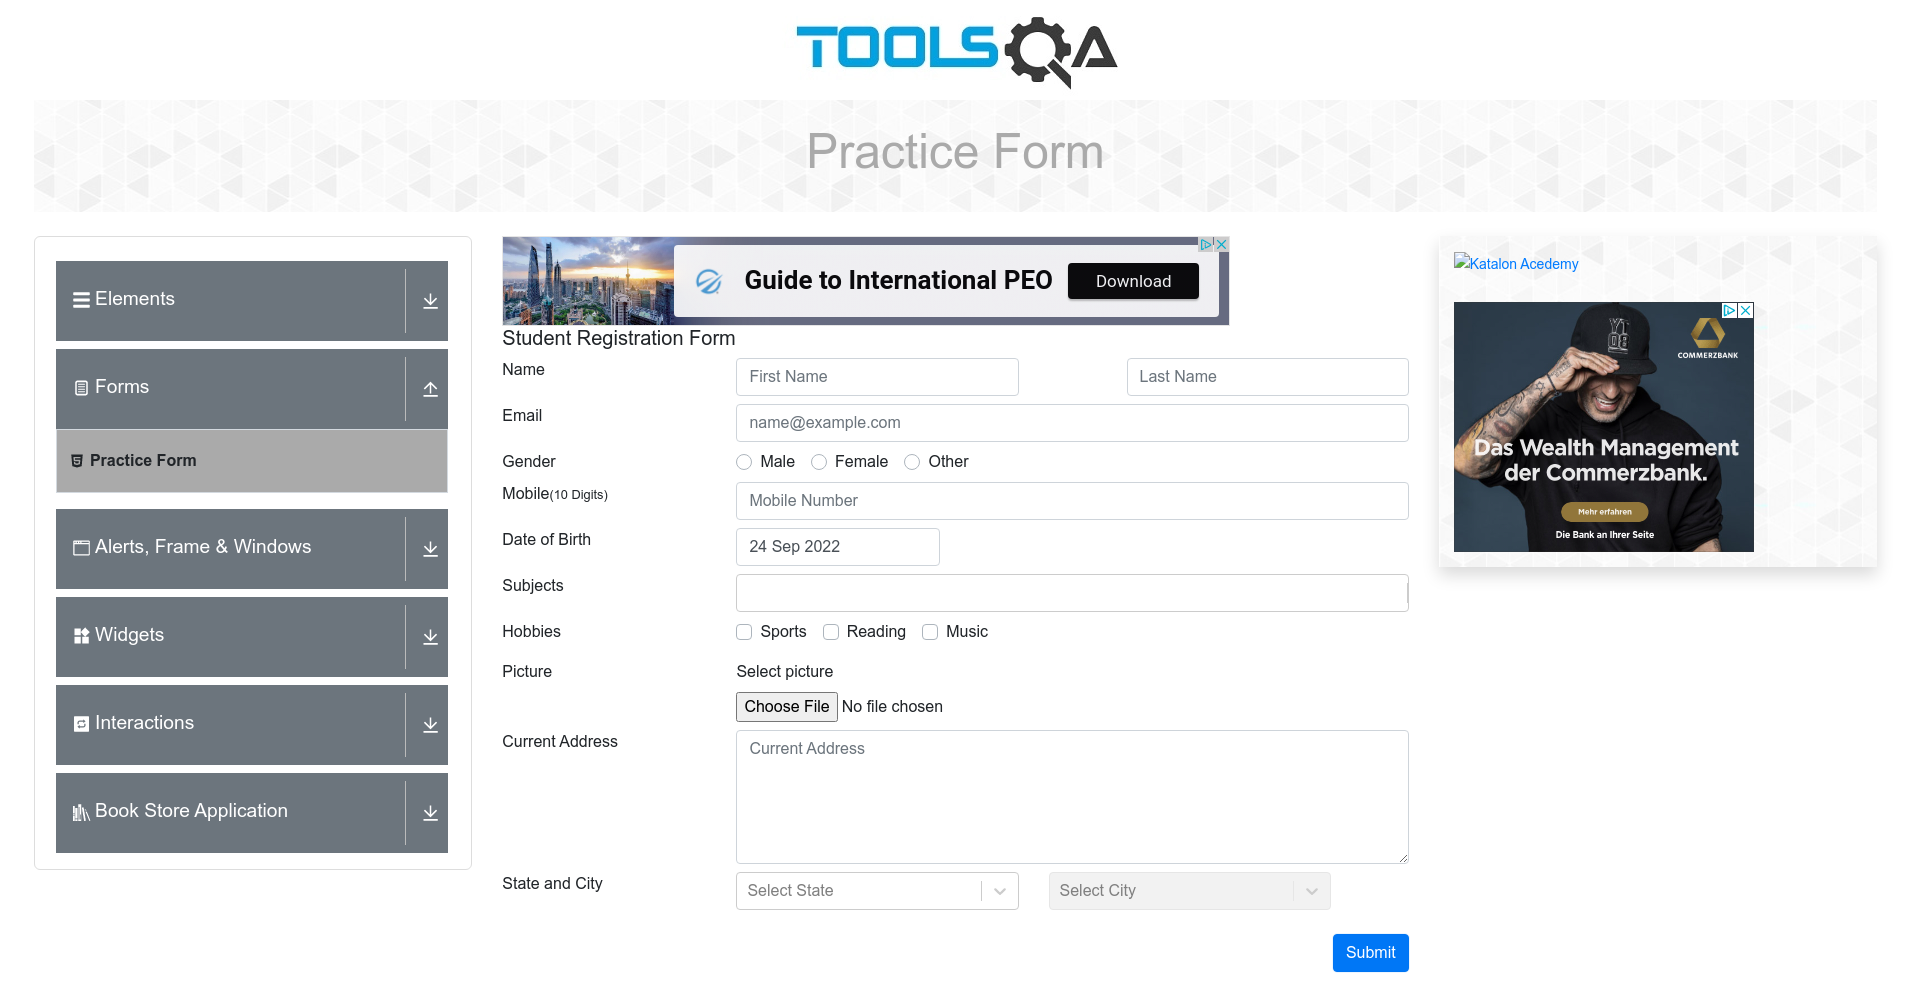 TOOLSQA
Practice Form
Elements
Forms
Practice Form
Alerts, Frame & Windows
Widgets
Interactions
Book Store Application
Guide to International PEO
Download
Student Registration Form
Name
First Name
Last Name
Email
name@example.com
Gender
Male
Female
Other
Mobile(10 Digits)
Mobile Number
Date of Birth
24 Sep 2022
Subjects
Hobbies
Sports
Reading
Music
Picture
Select picture
Choose File No file chosen
Current Address
Current Address
State and City
Select State
Select City
Submit
Katalon Acedemy
COMMERZBANK
Das Wealth Management
der Commerzbank.
Mehr erfahren
Die Bank an Ihrer Seite